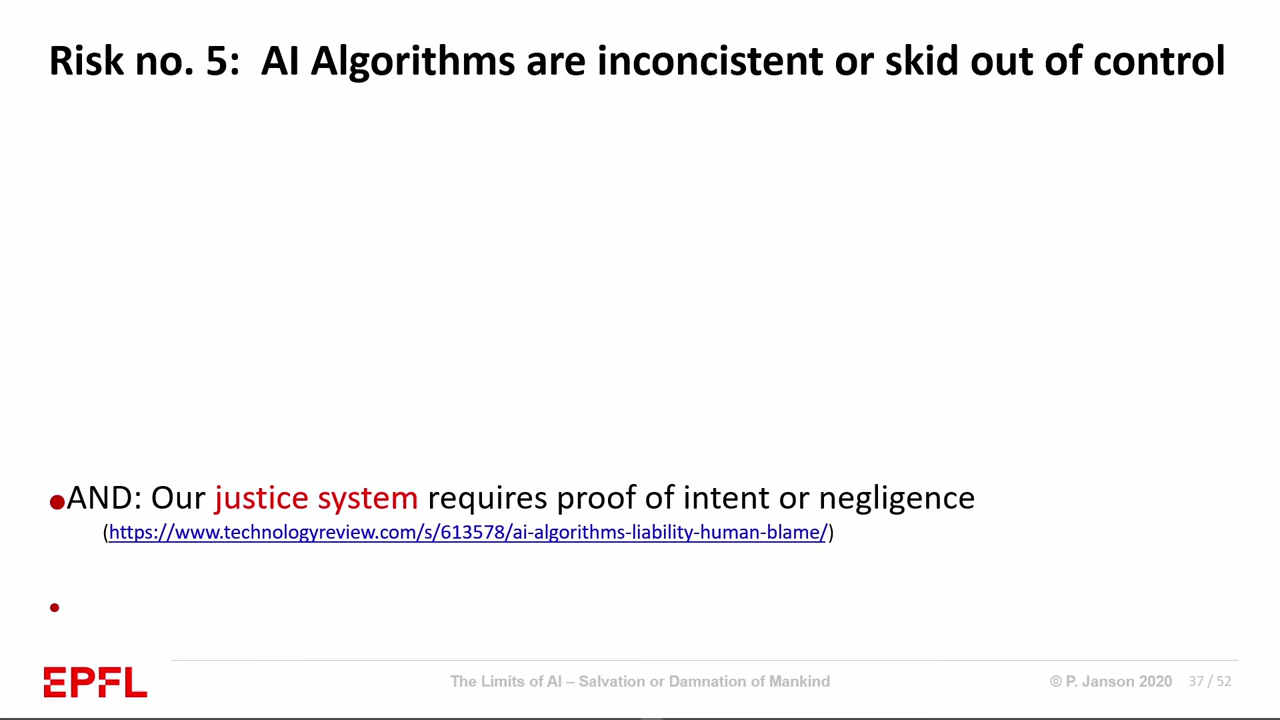 Risk no. 5: AI Algorithms are inconcistent or skid out of control
•AND: Our justice system requires proof of intent or negligence
(https://www.technologyreview.com/s/613578/ai-algorithms-liability-human-blame/)
•
EPFL
The Limits of AI – Salvation or Damnation of Mankind
© P. Janson 2020 37 / 52